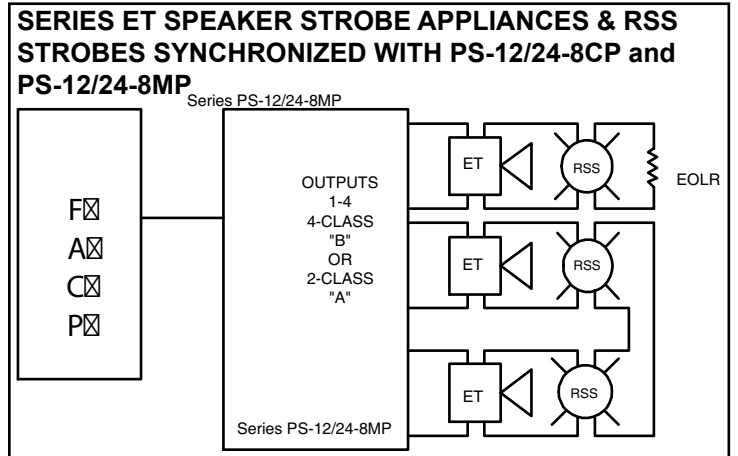 SERIES ET SPEAKER STROBE APPLIANCES & RSS
STROBES SYNCHRONIZED WITH PS-12/24-8CP and
PS-12/24-8MP
Series PS-12/24-8MP
F
A
C
P
OUTPUTS
1-4
4-CLASS
"B"
OR
2-CLASS
"A"
Series PS-12/24-8MP
ET
RSS
EOLR
ET
RSS
ET
RSS